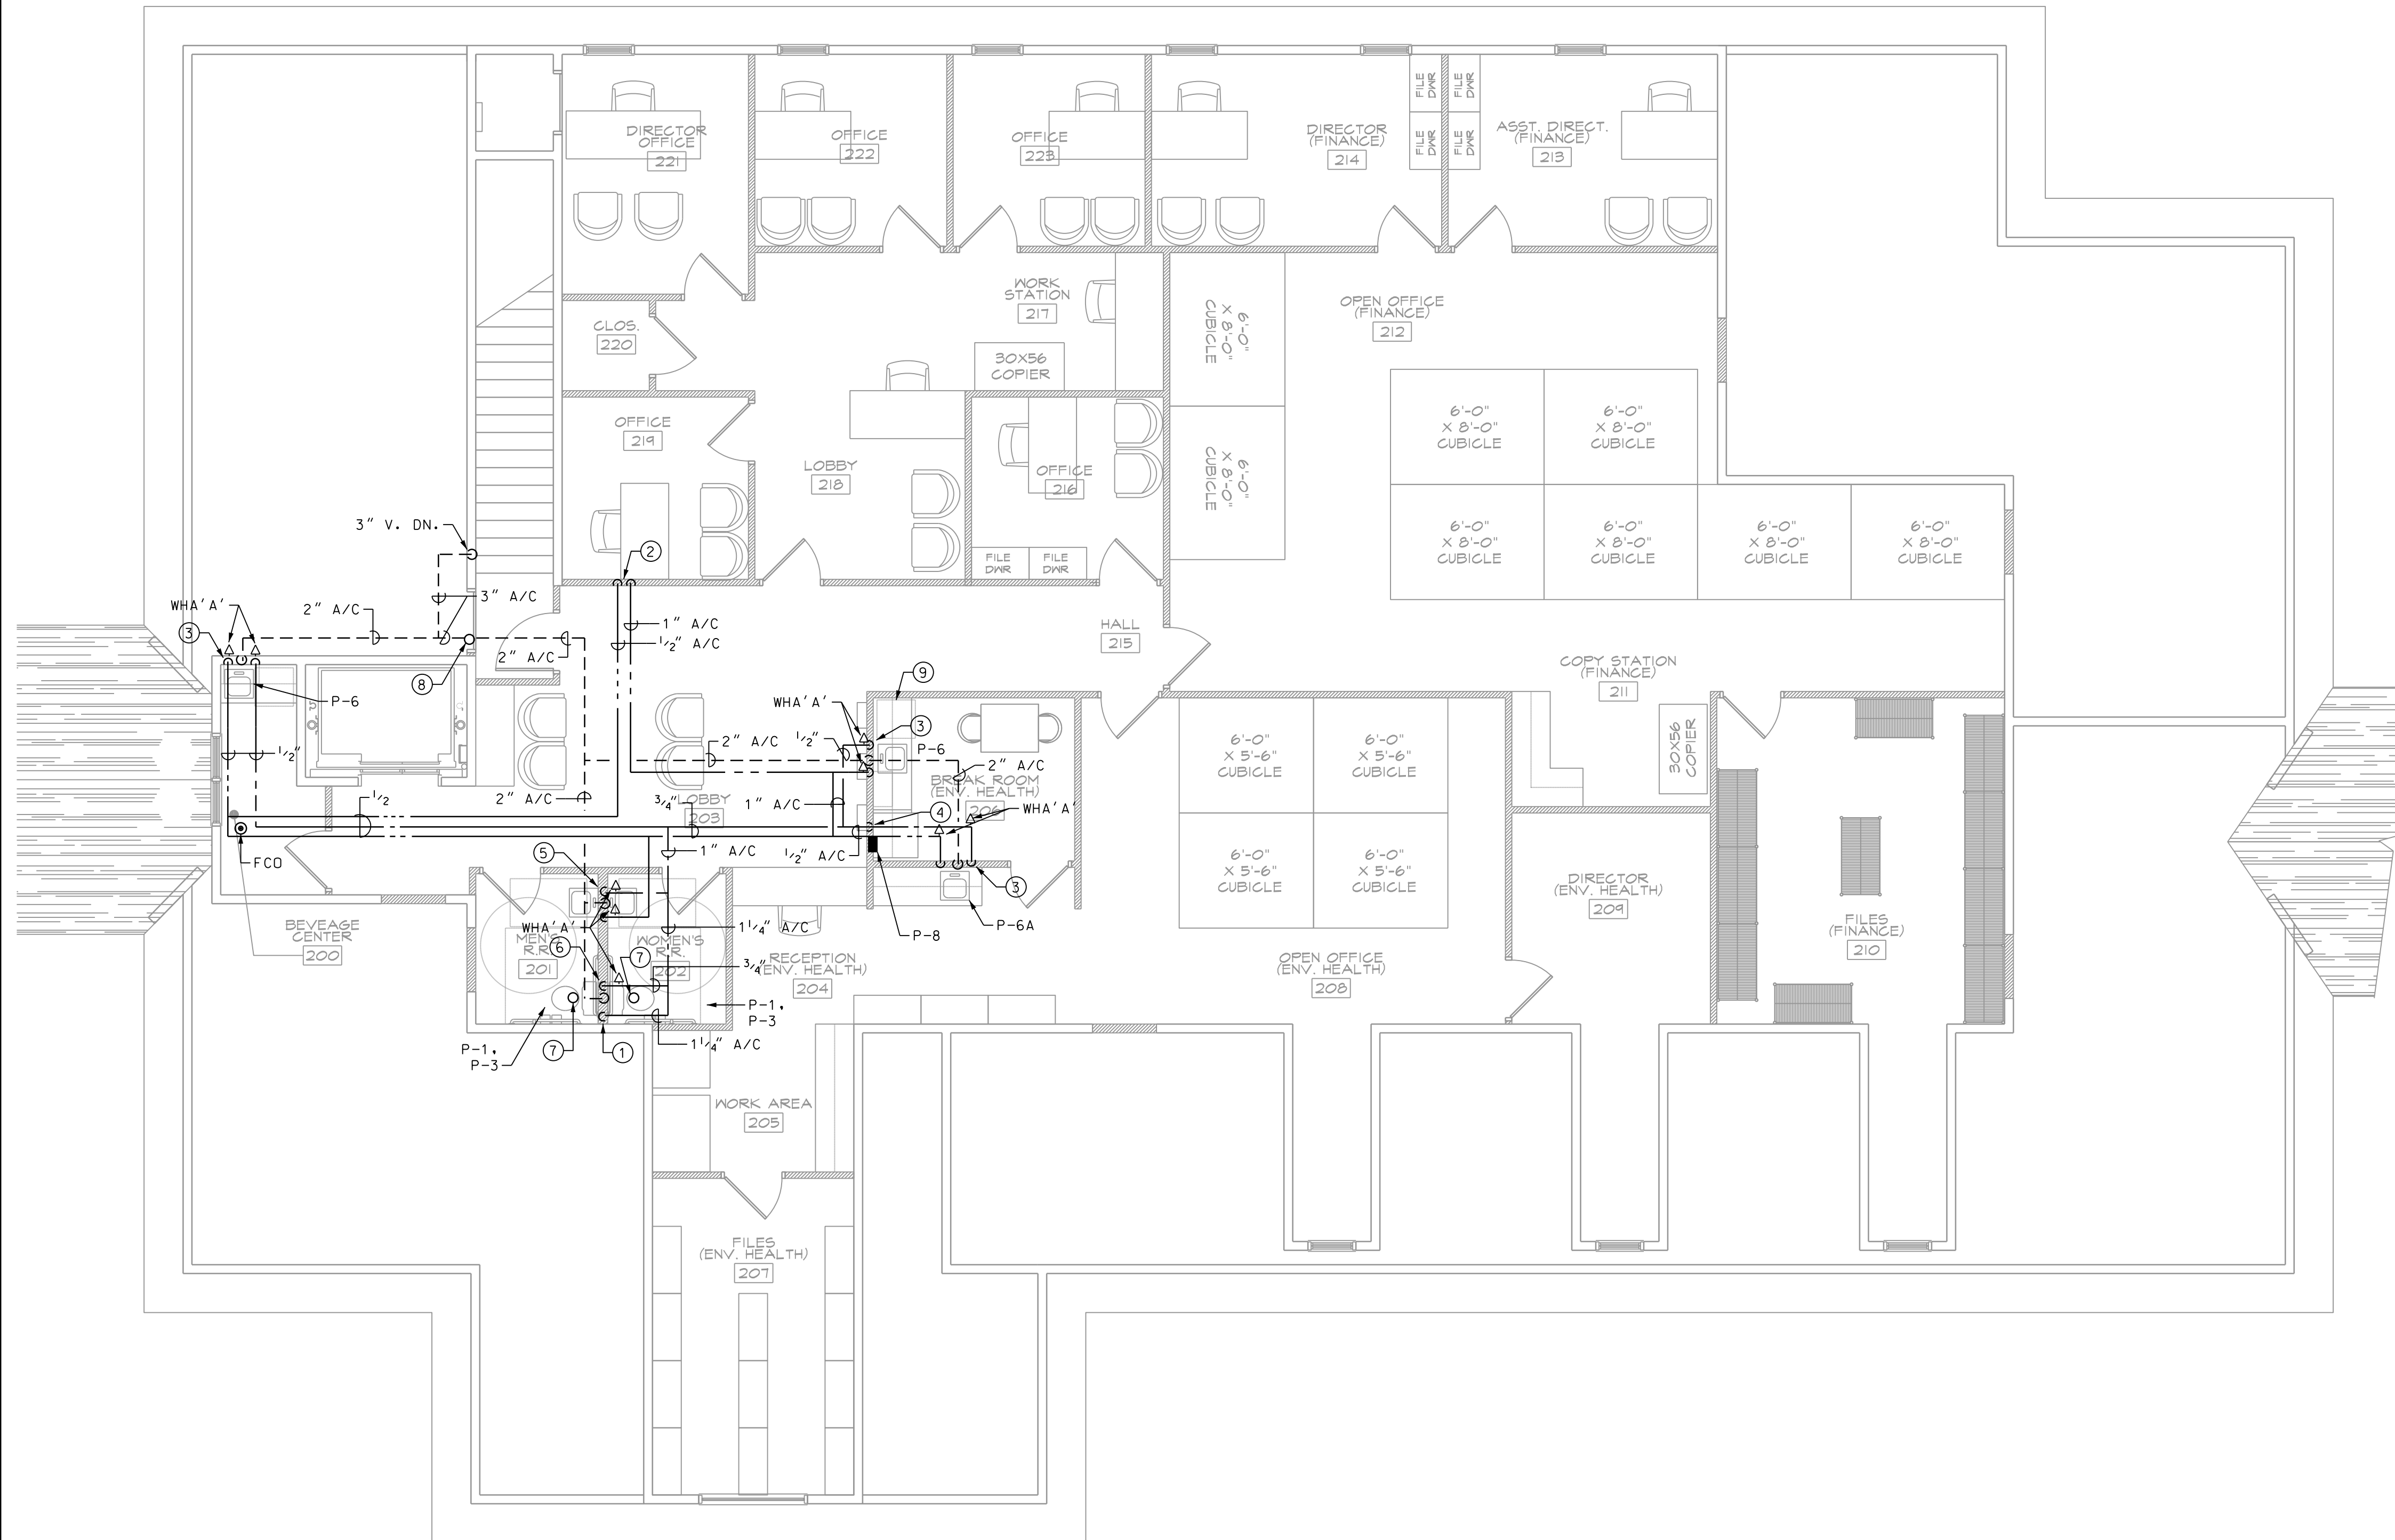 DIRECTOR
OFFICE
221
OFFICE
222
OFFICE
223
DIRECTOR
(FINANCE)
214
FILE
DWR
FILE
DWR
FILE
DWR
FILE
DWR
ASST. DIRECT.
(FINANCE)
213
CLOS.
220
WORK
STATION
217
30X56
COPIER
6'-0"
X 8'-0"
CUBICLE
OPEN OFFICE
(FINANCE)
212
OFFICE
219
LOBBY
218
OFFICE
216
FILE
DWR
FILE
DWR
6'-0"
X 8'-0"
CUBICLE
6'-0"
X 8'-0"
CUBICLE
6'-0"
X 8'-0"
CUBICLE
6'-0"
X 8'-0"
CUBICLE
6'-0"
X 8'-0"
CUBICLE
6'-0"
X 8'-0"
CUBICLE
6'-0"
X 8'-0"
CUBICLE
3" V. DN.
2
WHA'A'
2" A/C
3" A/C
1" A/C
1/2" A/C
3
2" A/C
8
P-6
HALL
215
COPY STATION
(FINANCE)
211
30X56
COPIER
9
WHA'A'
3
2" A/C
1/2"
P-6
2" A/C
BREAK ROOM
(ENV. HEALTH)
206
WHA'A'
1/2"
1/2
2" A/C
3/4"
LOBBY
203
1" A/C
4
FCO
5
1" A/C
1/2" A/C
3
P-6A
P-8
6'-0"
X 5'-6"
CUBICLE
6'-0"
X 5'-6"
CUBICLE
6'-0"
X 5'-6"
CUBICLE
6'-0"
X 5'-6"
CUBICLE
BEVEAGE
CENTER
200
WHA'A'
MEN'S
R.R.
201
6
WOMEN'S
R.R.
202
7
1 1/4" A/C
3/4"
RECEPTION
(ENV. HEALTH)
204
P-1,
P-3
1 1/4" A/C
P-1,
P-3
7
1
OPEN OFFICE
(ENV. HEALTH)
208
DIRECTOR
(ENV. HEALTH)
209
FILES
(FINANCE)
210
WORK AREA
205
FILES
(ENV. HEALTH)
207